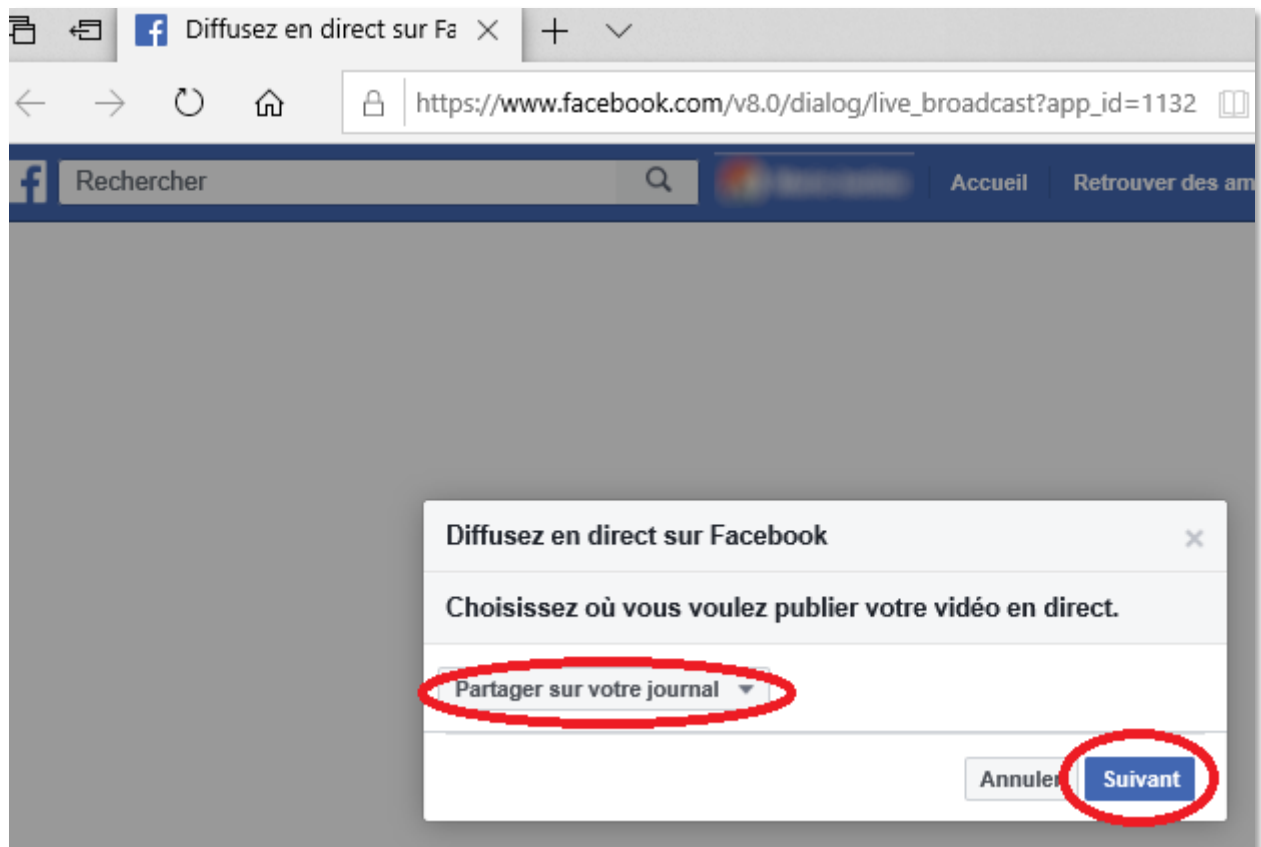 Diffusez en direct sur Fa
https://www.facebook.com/v8.0/dialog/live_broadcast?app_id=1132
Rechercher
Accueil
Retrouver des am
Diffusez en direct sur Facebook
Choisissez où vous voulez publier votre vidéo en direct.
Partager sur votre journal
Annuler
Suivant